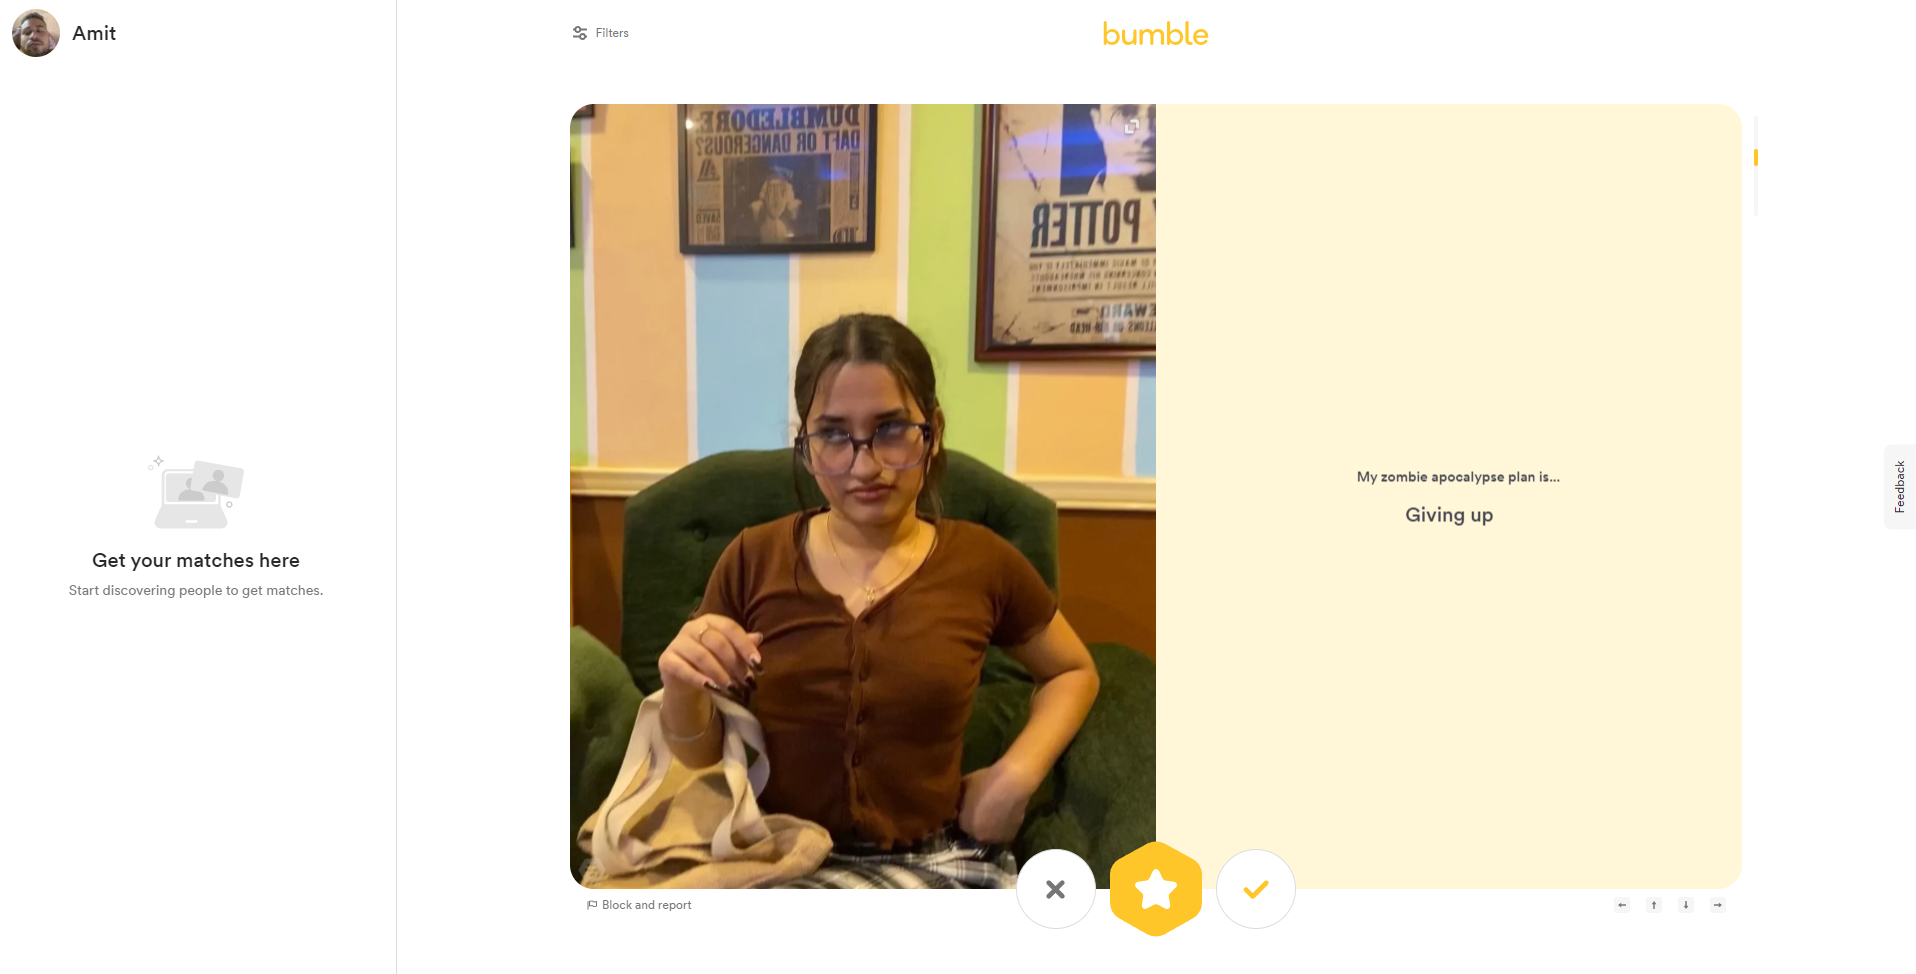 Amit
Filters
bumble
DUMBLEDORE
DAFT OR DANGEROUS?
POTTER
My zombie apocalypse plan is...
Giving up
Get your matches here
Start discovering people to get matches.
Feedback
Block and report